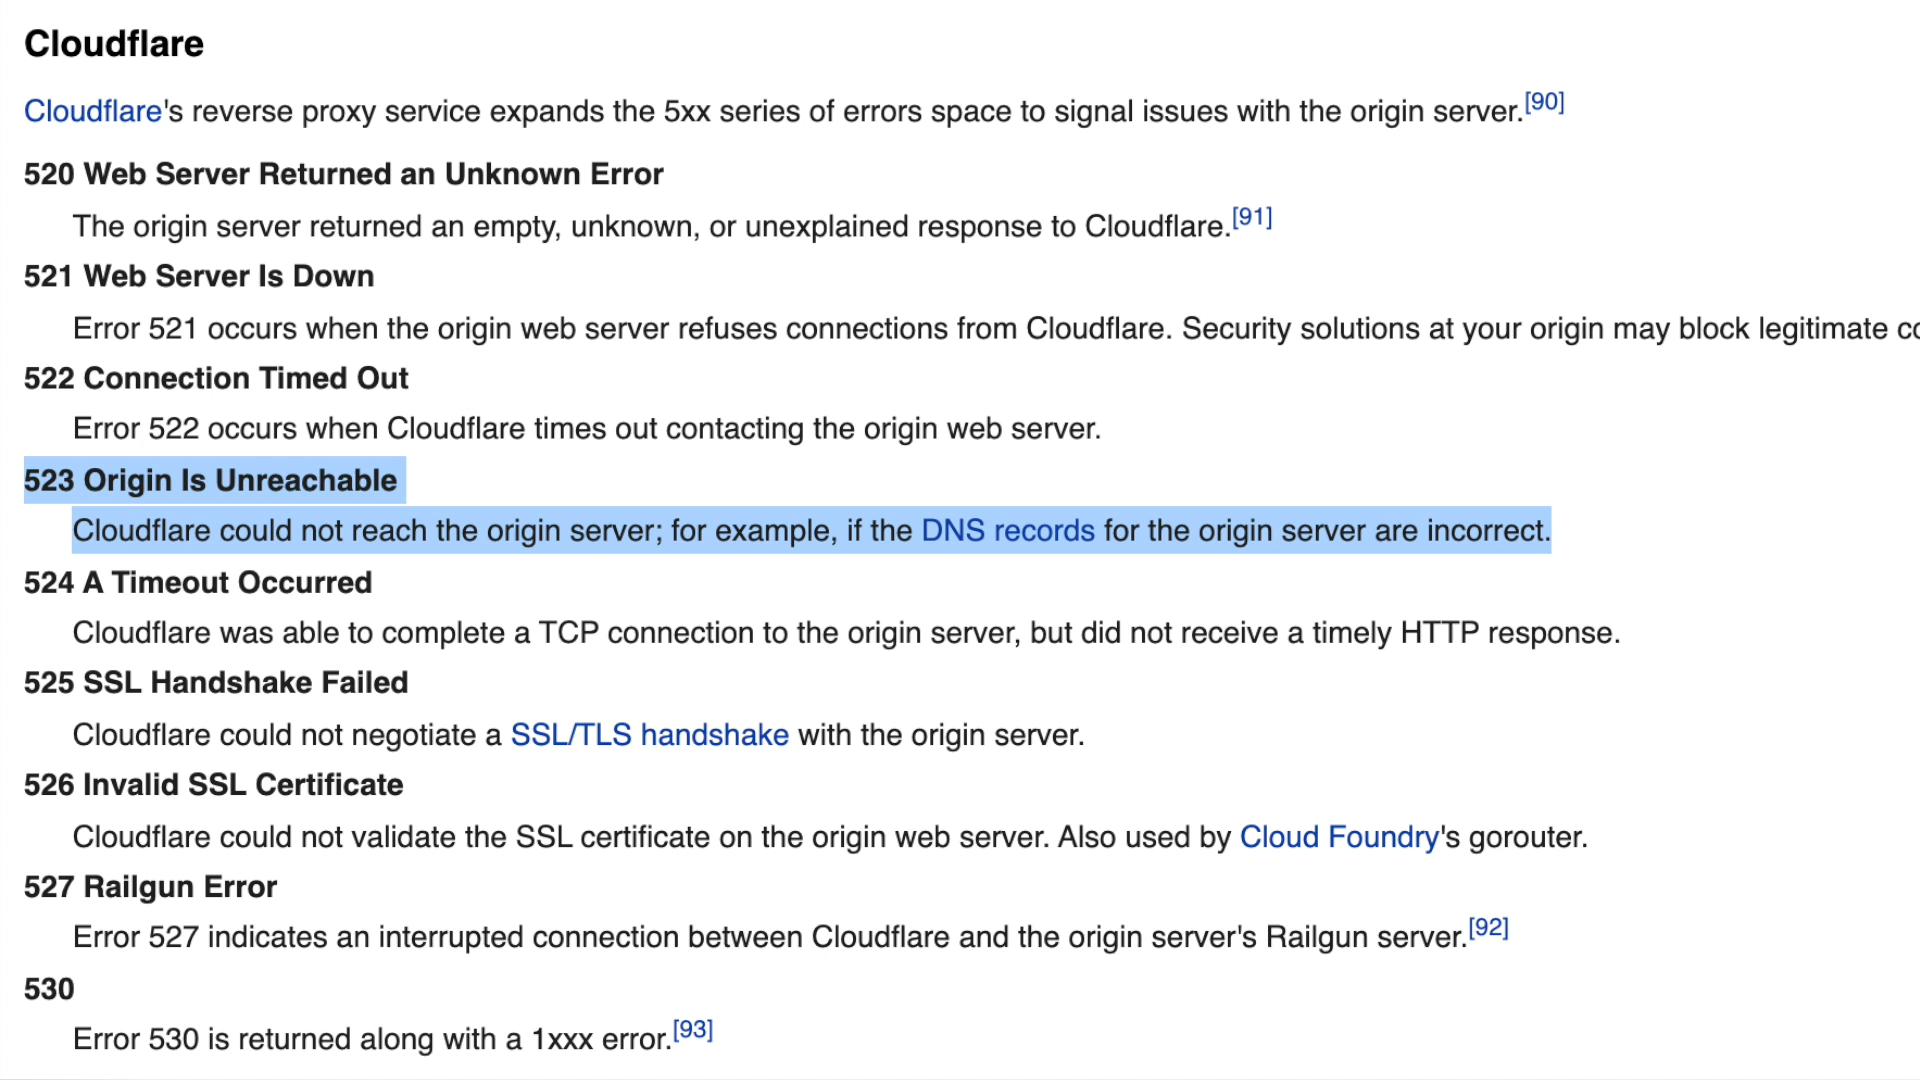 Cloudflare
Cloudflare's reverse proxy service expands the 5xx series of errors space to signal issues with the origin server.[90]
520 Web Server Returned an Unknown Error
The origin server returned an empty, unknown, or unexplained response to Cloudflare.[91]
521 Web Server Is Down
Error 521 occurs when the origin web server refuses connections from Cloudflare. Security solutions at your origin may block legitimate
522 Connection Timed Out
Error 522 occurs when Cloudflare times out contacting the origin web server.
523 Origin Is Unreachable
Cloudflare could not reach the origin server; for example, if the DNS records for the origin server are incorrect.
524 A Timeout Occurred
Cloudflare was able to complete a TCP connection to the origin server, but did not receive a timely HTTP response.
525 SSL Handshake Failed
Cloudflare could not negotiate a SSL/TLS handshake with the origin server.
526 Invalid SSL Certificate
Cloudflare could not validate the SSL certificate on the origin web server. Also used by Cloud Foundry's gorouter.
527 Railgun Error
Error 527 indicates an interrupted connection between Cloudflare and the origin server's Railgun server.[92]
530
Error 530 is returned along with a 1xxx error.[93]